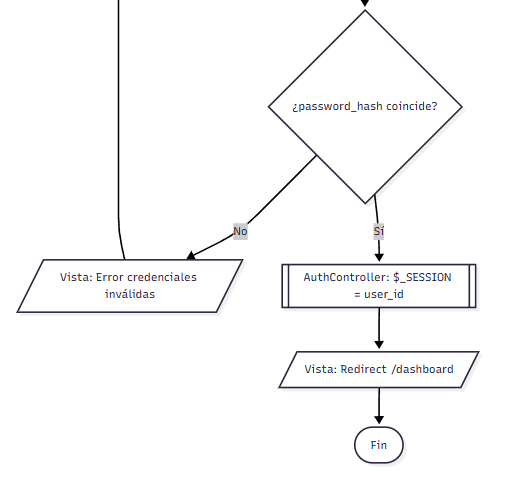 ¿password_hash coincide?
No
Sí
Vista: Error credenciales
inválidas
AuthController: $_SESSION
= user_id
Vista: Redirect /dashboard
Fin